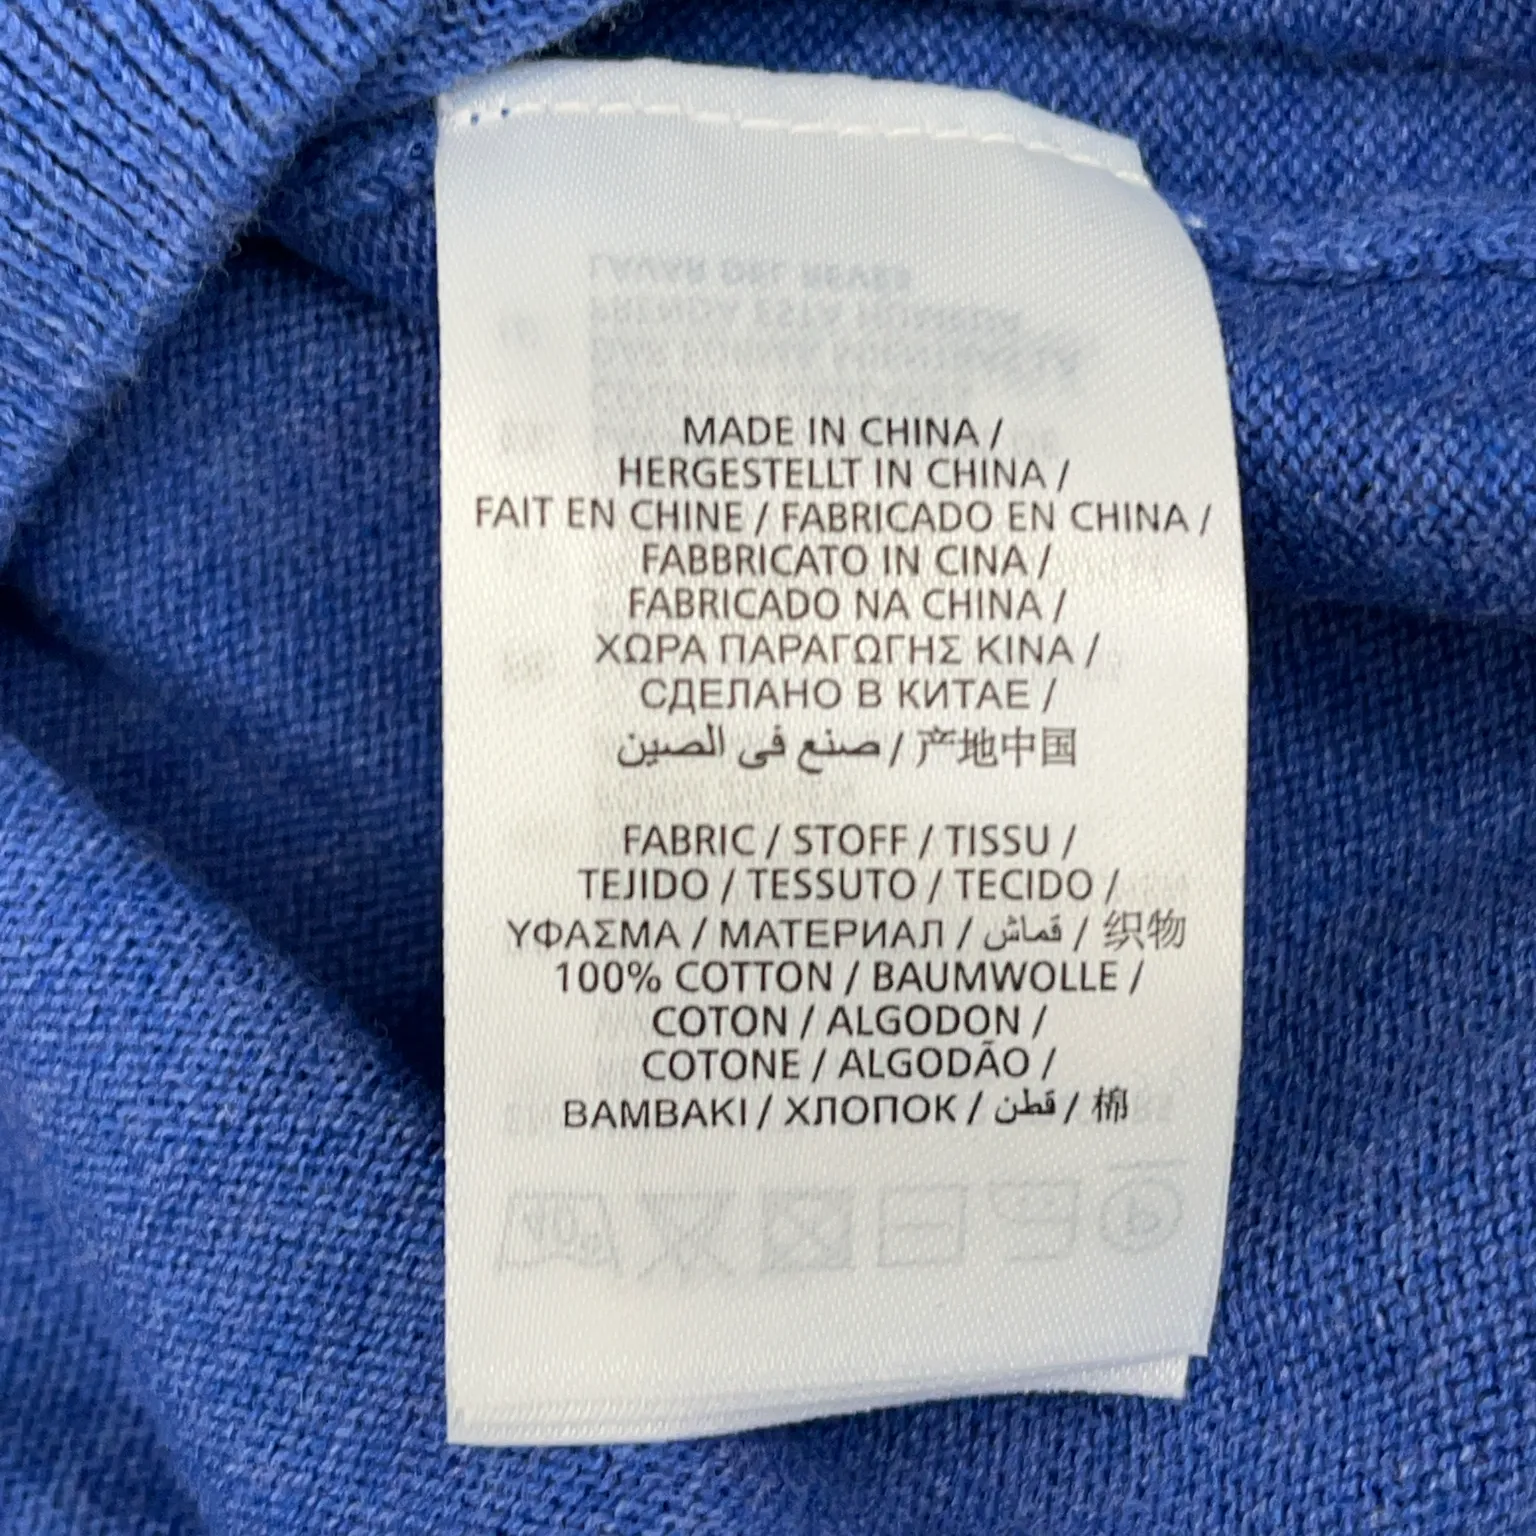 MADE IN CHINA /
HERGESTELLT IN CHINA /
FAIT EN CHINE / FABRICADO EN CHINA /
FABBRICATO IN CINA /
FABRICADO NA CHINA /
ΧΩΡΑ ΠΑΡΑΓΩΓΗΣ ΚΙΝΑ /
СДЕЛАНО В КИТАЕ /
صنع فى الصين / 产地中国
FABRIC / STOFF / TISSU /
TEJIDO / TESSUTO / TECIDO /
ΥΦΑΣΜΑ / МАТЕРИАЛ / قماش / 织物
100% COTTON / BAUMWOLLE /
COTON / ALGODON /
COTONE / ALGODÃO /
ΒΑΜΒΑΚΙ / ХЛОПОК / قطن / 棉